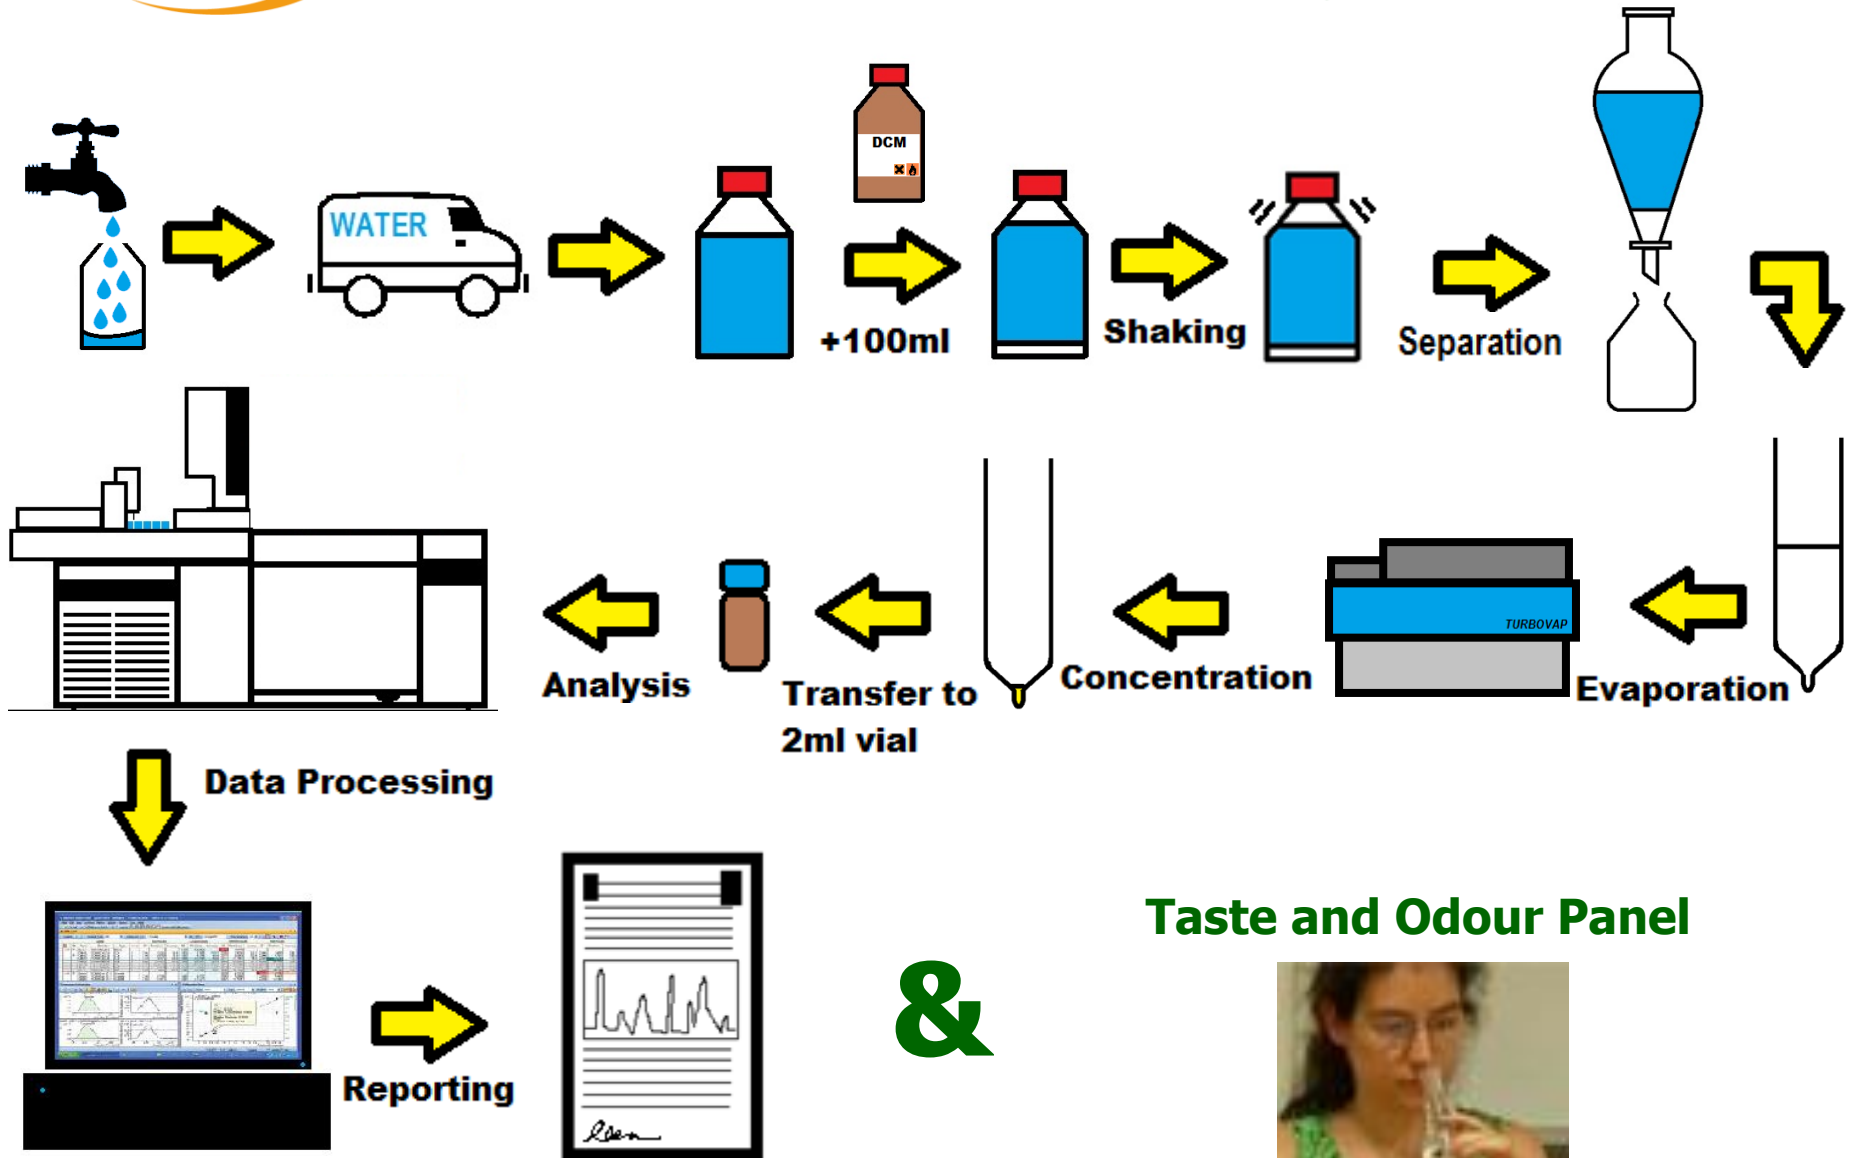 DCM
WATER
+100ml
Shaking
Separation
TURBOVAP
Evaporation
Concentration
Transfer to
2ml vial
Analysis
Data Processing
Reporting
&
Taste and Odour Panel